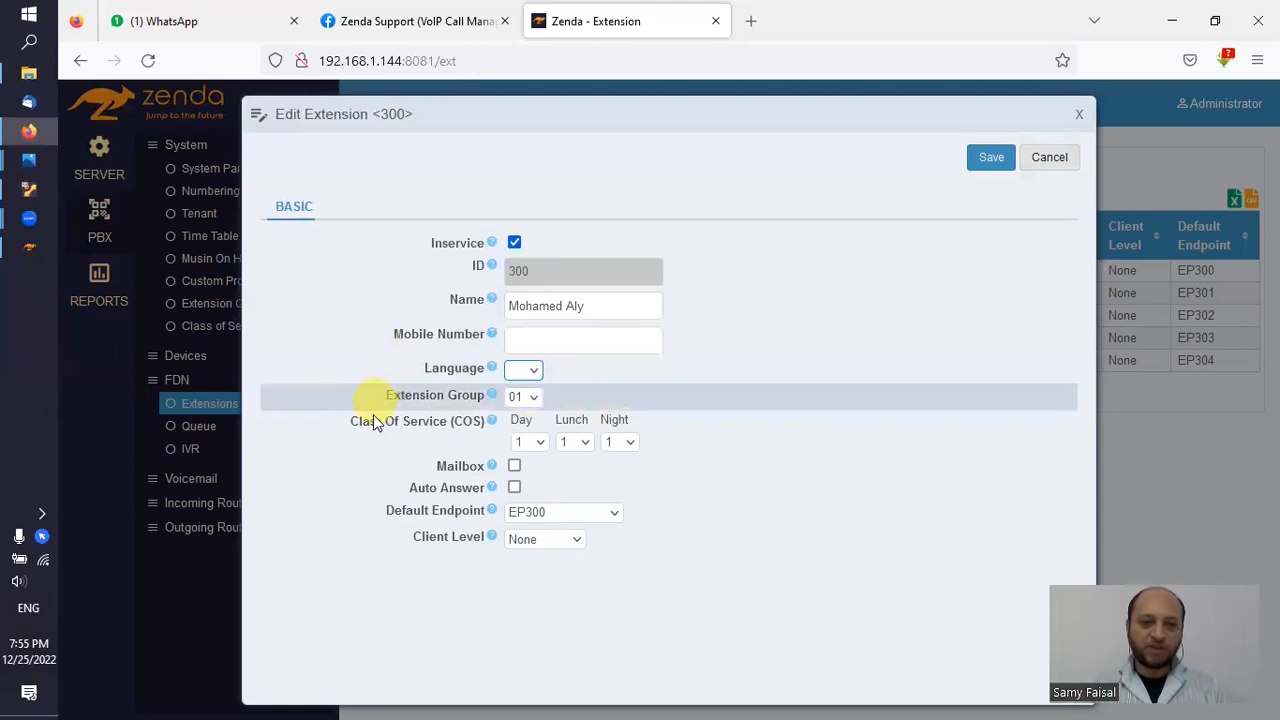 (1) WhatsApp
Zenda Support (VoIP Call Mana
Zenda - Extension
192.168.1.144:8081/ext
zenda
Jump to the future
SERVER
PBX
REPORTS
System
System Par
Numbering
Tenant
Time Table
Musin On H
Custom Pro
Extension G
Class of Se
Devices
FDN
Extensions
Queue
IVR
Voicemail
Incoming Rout
Outgoing Rout
Administrator
Edit Extension <300>
X
Save
Cancel
BASIC
Inservice
ID
300
Name
Mohamed Aly
Mobile Number
Language
Extension Group
01
Class Of Service (COS)
Day
Lunch
Night
1
1
1
Mailbox
Auto Answer
Default Endpoint
EP300
Client Level
None
Client Level
Default Endpoint
None
EP300
None
EP301
None
EP302
None
EP303
None
EP304
ENG
7:55 PM
12/25/2022
Samy Faisal